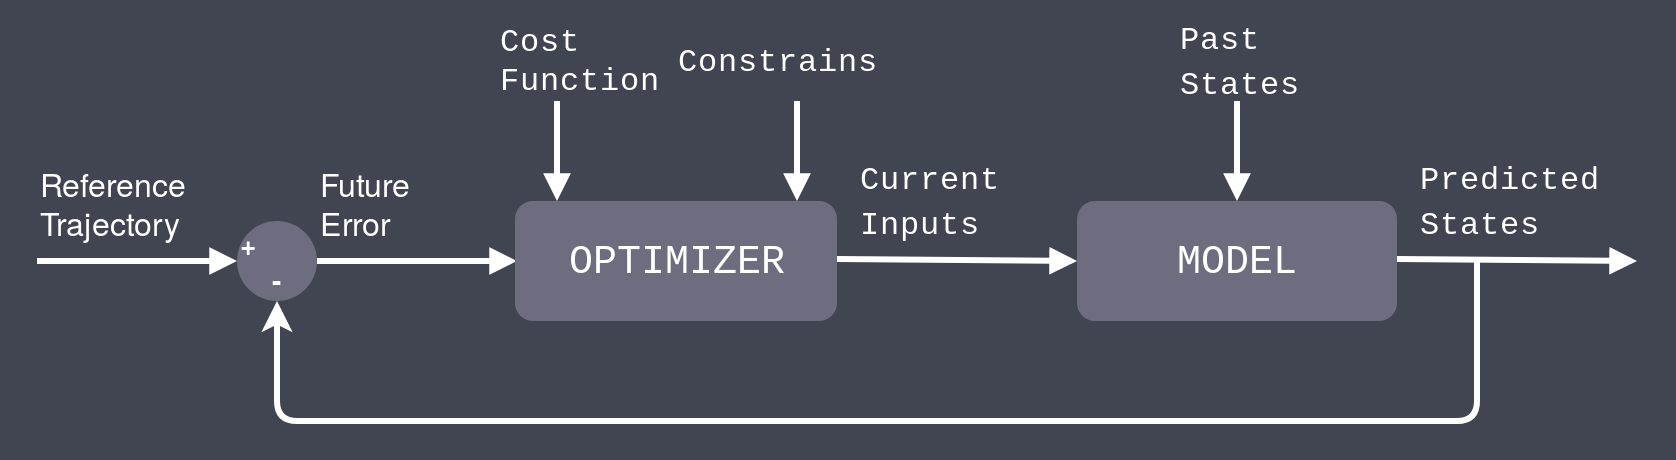 Cost
Function
Constrains
Past
States
Reference
Trajectory
Future
Error
Current
Inputs
Predicted
States
+
-
OPTIMIZER
MODEL